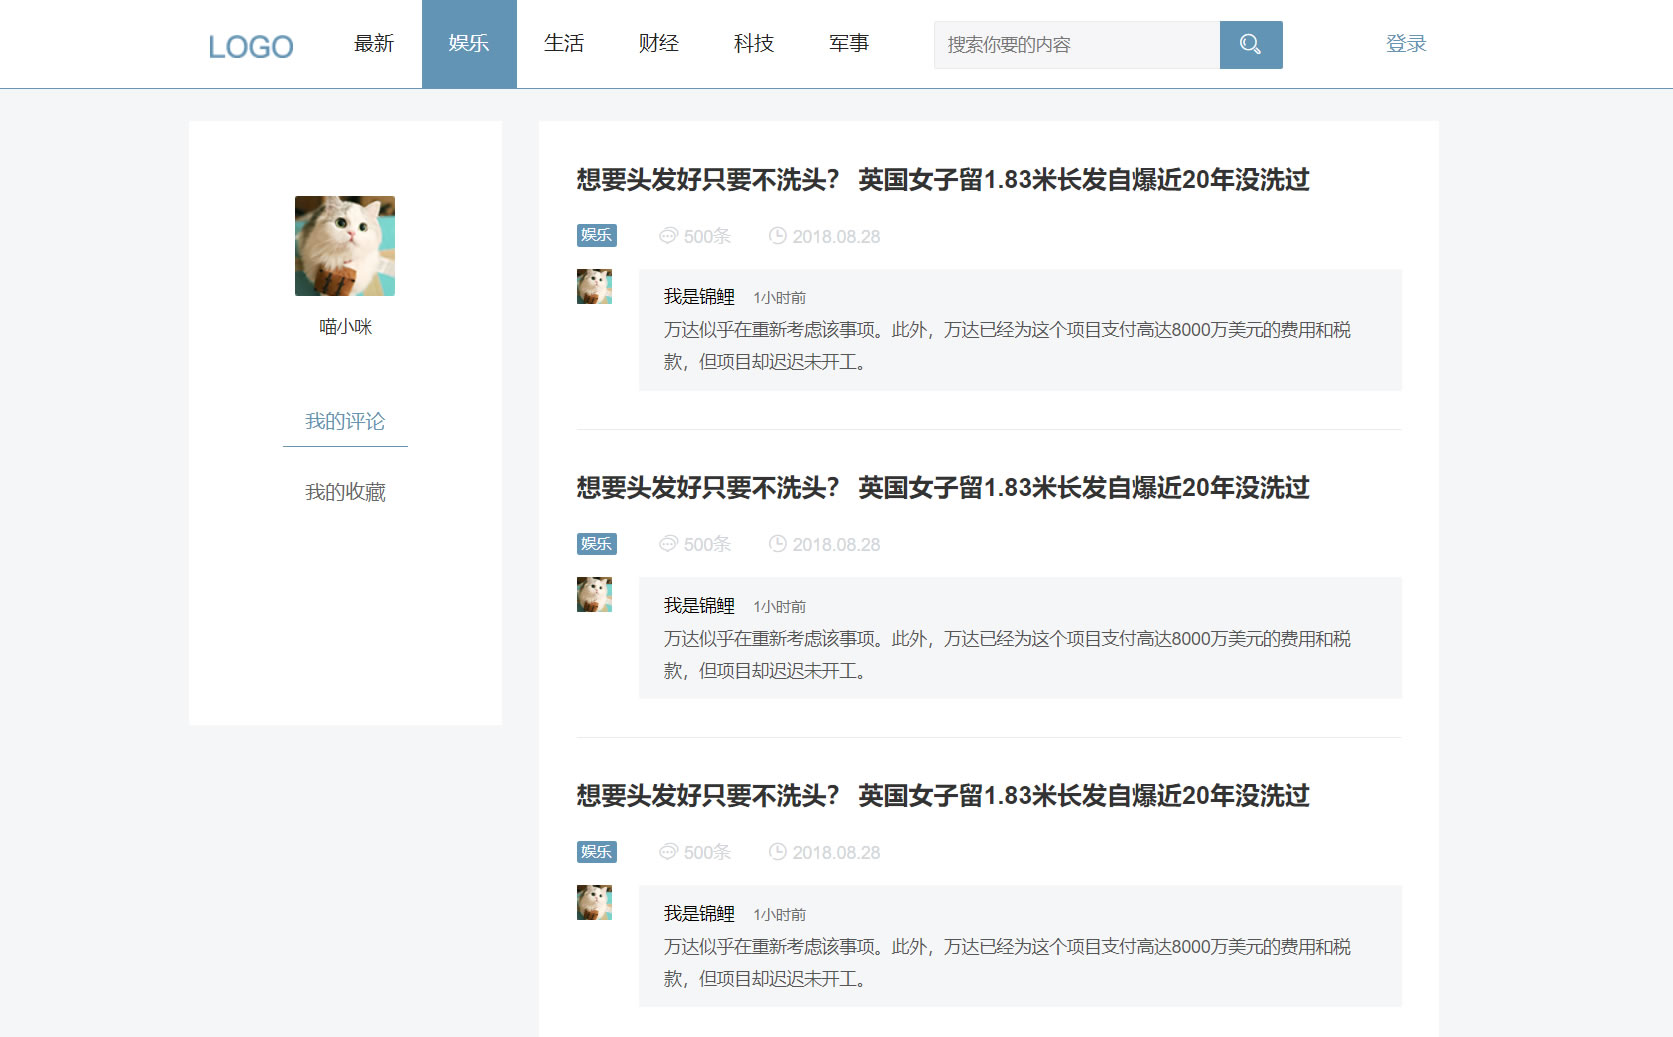 LOGO 最新 娱乐 生活 财经 科技 军事 搜索你要的内容 登录
喵小咪
我的评论
我的收藏
想要头发好只要不洗头？ 英国女子留1.83米长发自爆近20年没洗过
娱乐 500条 2018.08.28
我是锦鲤 1小时前
万达似乎在重新考虑该事项。此外，万达已经为这个项目支付高达8000万美元的费用和税
款，但项目却迟迟未开工。
想要头发好只要不洗头？ 英国女子留1.83米长发自爆近20年没洗过
娱乐 500条 2018.08.28
我是锦鲤 1小时前
万达似乎在重新考虑该事项。此外，万达已经为这个项目支付高达8000万美元的费用和税
款，但项目却迟迟未开工。
想要头发好只要不洗头？ 英国女子留1.83米长发自爆近20年没洗过
娱乐 500条 2018.08.28
我是锦鲤 1小时前
万达似乎在重新考虑该事项。此外，万达已经为这个项目支付高达8000万美元的费用和税
款，但项目却迟迟未开工。